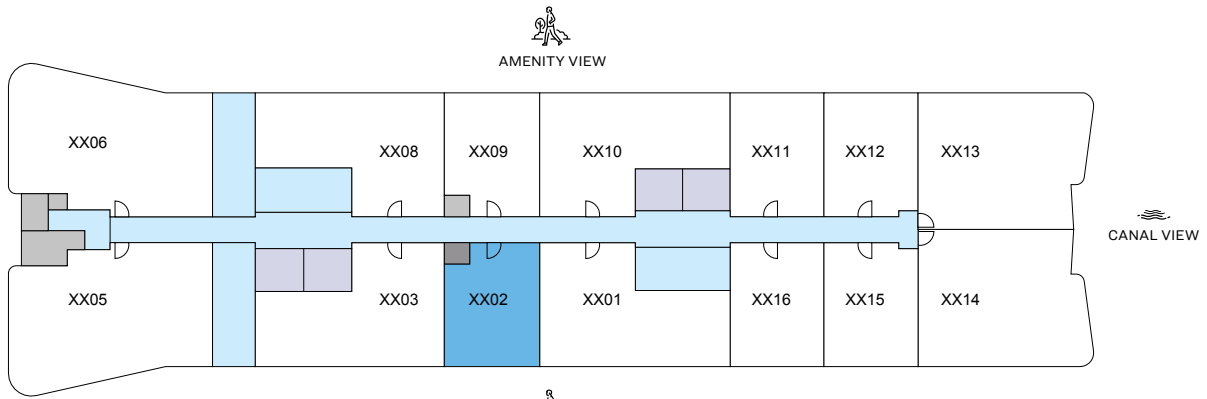 AMENITY VIEW
XX06
XX08
XX09
XX10
XX11
XX12
XX13
CANAL VIEW
XX05
XX03
XX02
XX01
XX16
XX15
XX14